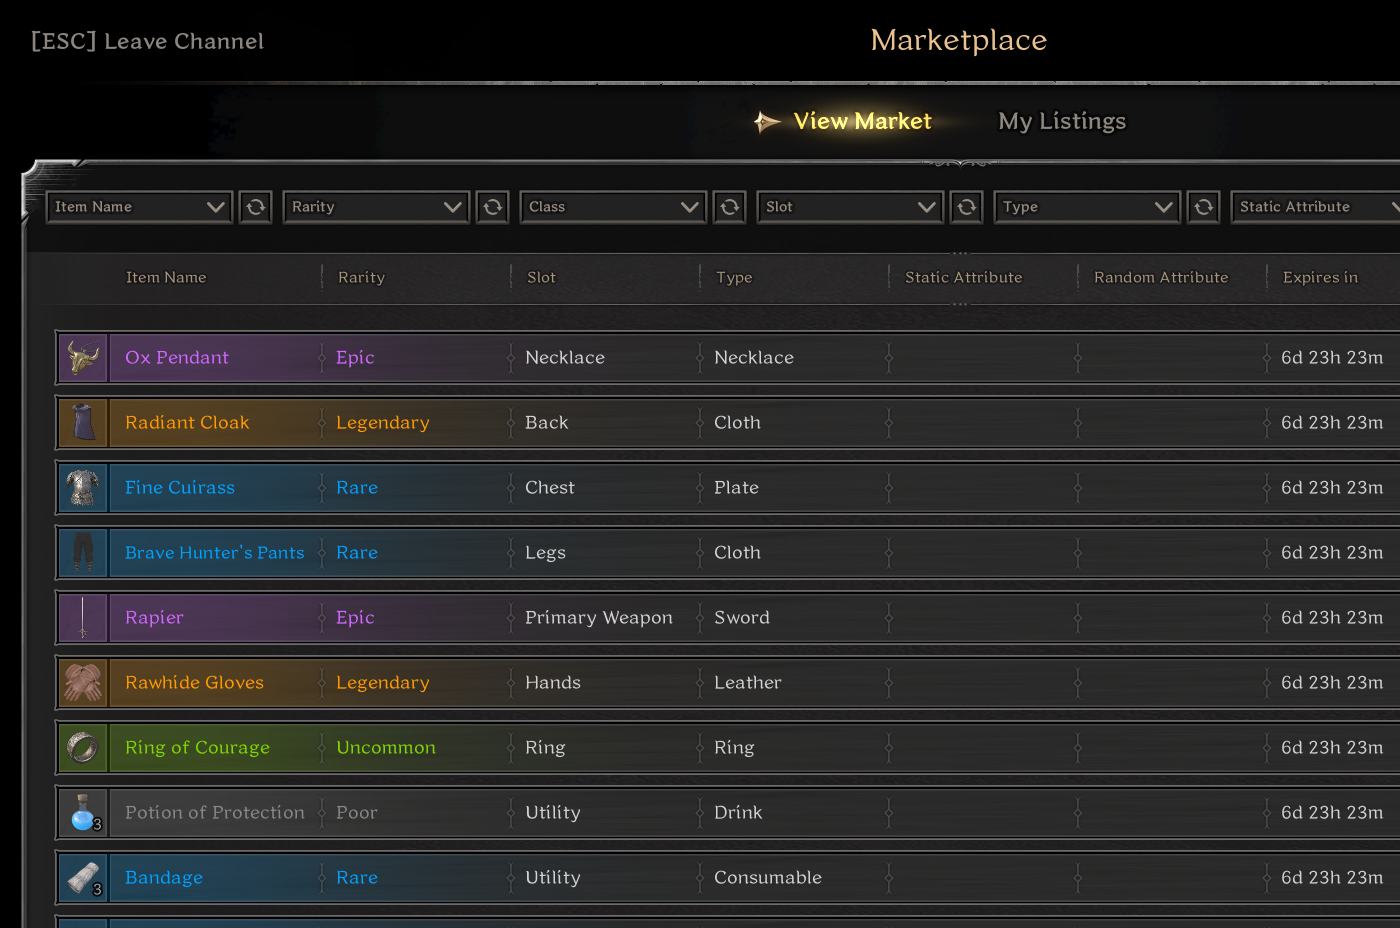 [ESC] Leave Channel
Marketplace
View Market
My Listings
Item Name
Rarity
Class
Slot
Type
Static Attribute
Item Name
Rarity
Slot
Type
Static Attribute
Random Attribute
Expires in
Ox Pendant
Epic
Necklace
Necklace
6d 23h 23m
Radiant Cloak
Legendary
Back
Cloth
6d 23h 23m
Fine Cuirass
Rare
Chest
Plate
6d 23h 23m
Brave Hunter's Pants
Rare
Legs
Cloth
6d 23h 23m
Rapier
Epic
Primary Weapon
Sword
6d 23h 23m
Rawhide Gloves
Legendary
Hands
Leather
6d 23h 23m
Ring of Courage
Uncommon
Ring
Ring
6d 23h 23m
3
Potion of Protection
Poor
Utility
Drink
6d 23h 23m
3
Bandage
Rare
Utility
Consumable
6d 23h 23m